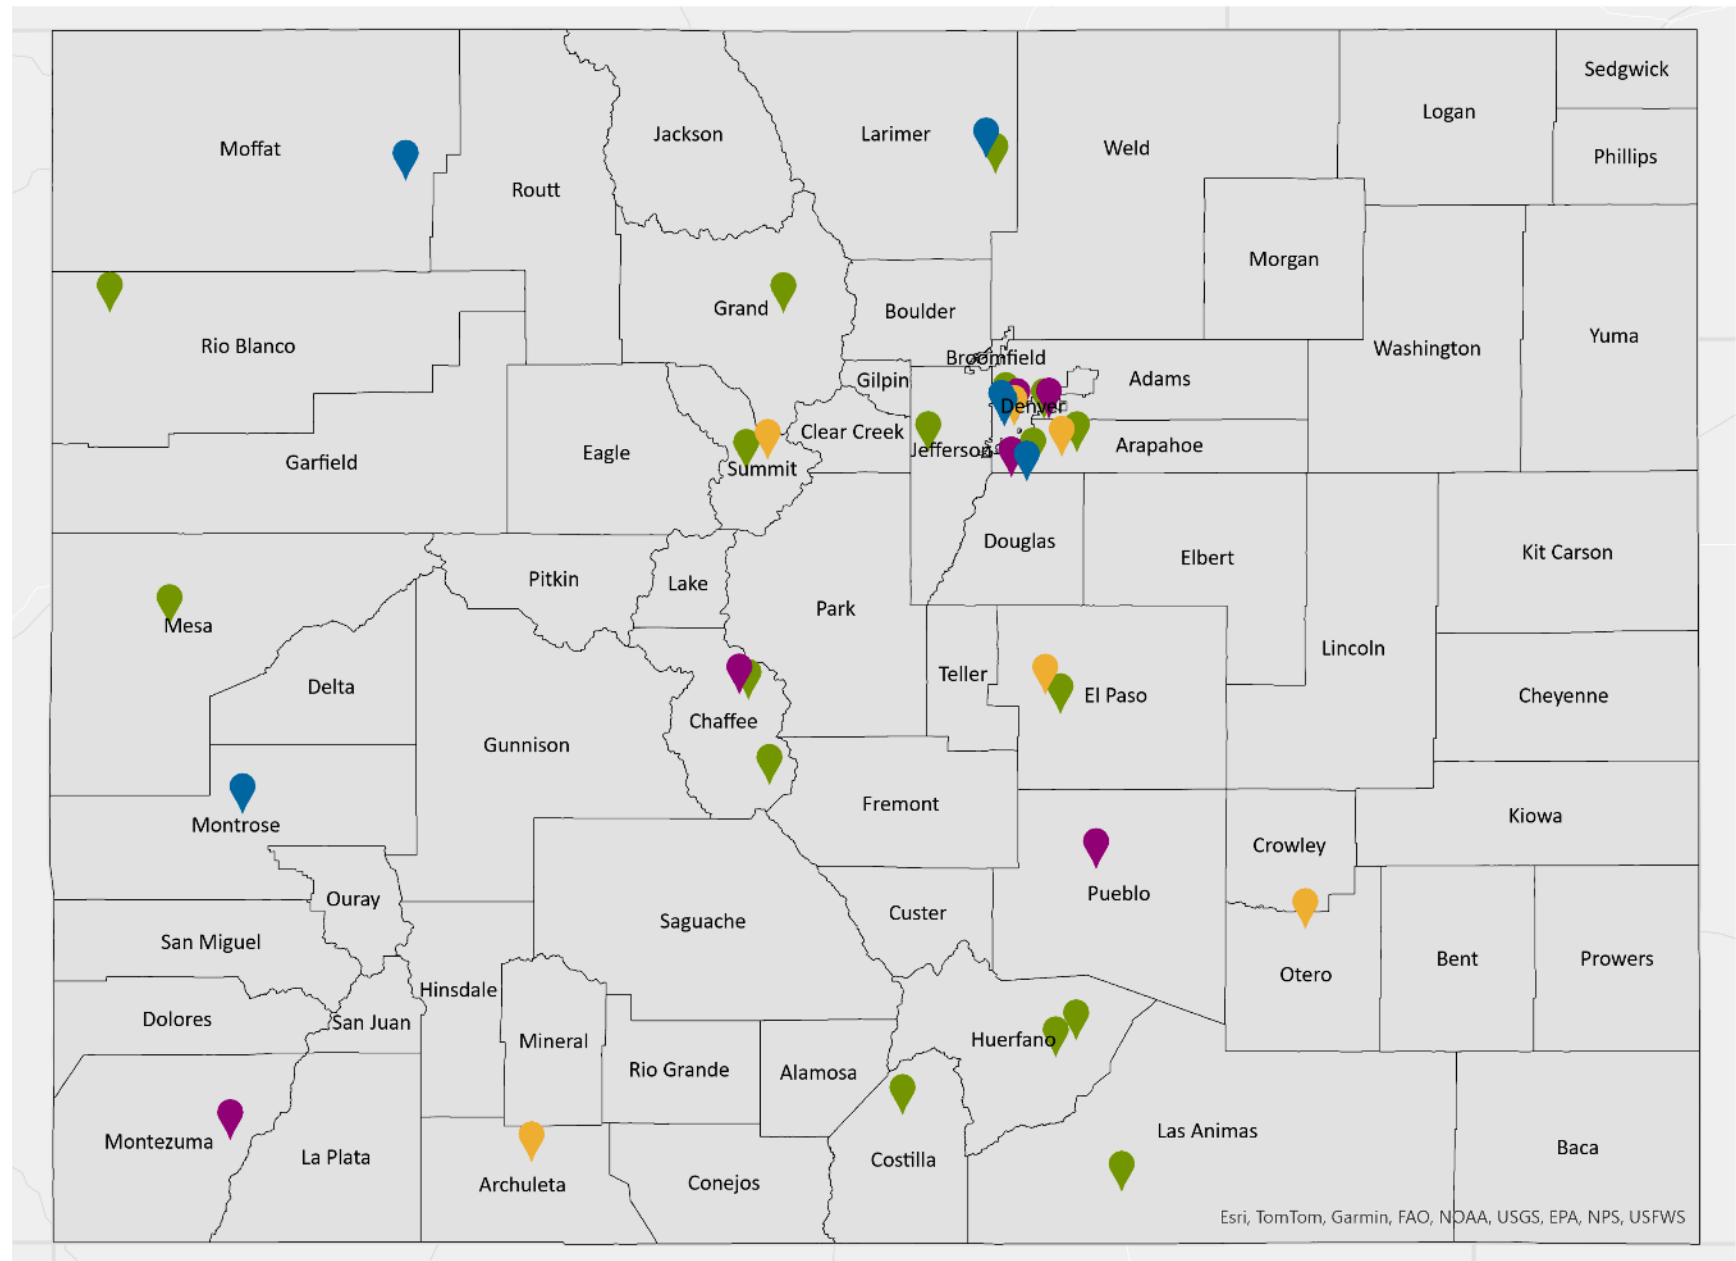 Sedgwick
Logan
Moffat
Jackson
Larimer
Weld
Phillips
Routt
Morgan
Grand
Boulder
Yuma
Rio Blanco
Washington
Broomfield
Gilpin
Adams
Denver
Clear Creek
Arapahoe
Jefferson
Eagle
Garfield
Summit
Douglas
Kit Carson
Elbert
Pitkin
Lake
Park
Mesa
Lincoln
Teller
Delta
El Paso
Cheyenne
Chaffee
Gunnison
Fremont
Kiowa
Montrose
Crowley
Pueblo
Ouray
Custer
Saguache
San Miguel
Bent
Prowers
Otero
Hinsdale
Dolores
San Juan
Mineral
Huerfano
Rio Grande
Alamosa
Las Animas
Montezuma
Baca
La Plata
Costilla
Conejos
Archuleta
Esri, TomTom, Garmin, FAO, NOAA, USGS, EPA, NPS, USFWS